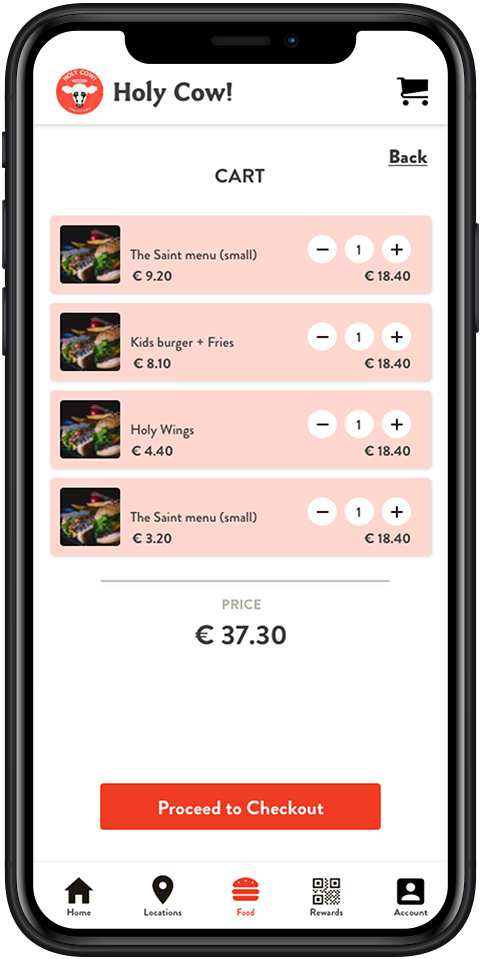 HOLY COW!
Holy Cow!
Back
CART
The Saint menu (small)
1
€ 9.20
€ 18.40
Kids burger + Fries
1
€ 8.10
€ 18.40
Holy Wings
1
€ 4.40
€ 18.40
The Saint menu (small)
1
€ 3.20
€ 18.40
PRICE
€ 37.30
Proceed to Checkout
Home
Locations
Food
Rewards
Account